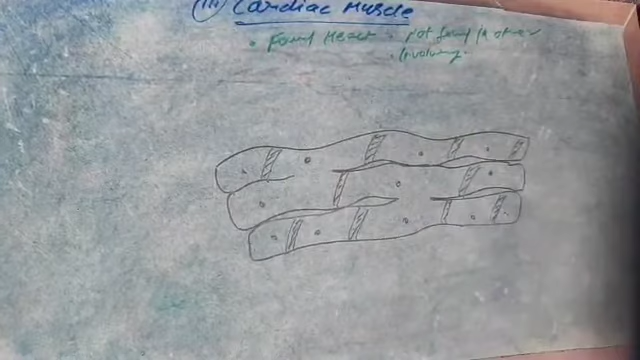 (iii) Cardiac Muscle
• Found Heart • not found in other
• involuntary.